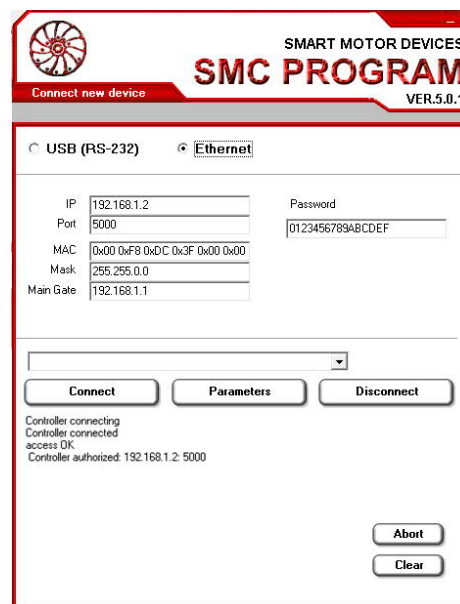 SMART MOTOR DEVICES
SMC PROGRAM
Connect new device
VER.5.0.1
USB (RS-232)
Ethernet
IP 192.168.1.2
Password
Port 5000
0123456789ABCDEF
MAC 0x00 0xF8 0xDC 0x3F 0x00 0x00
Mask 255.255.0.0
Main Gate 192.168.1.1
Connect
Parameters
Disconnect
Controller connecting
Controller connected
access OK
Controller authorized: 192.168.1.2: 5000
Abort
Clear